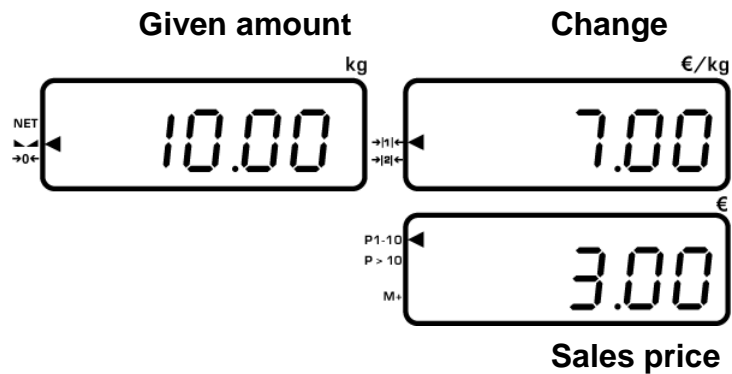 Given amount
Change
kg
€/kg
NET
→0←
10.00
→|1|←
→|2|←
7.00
€
P1-10
P > 10
M+
3.00
Sales price